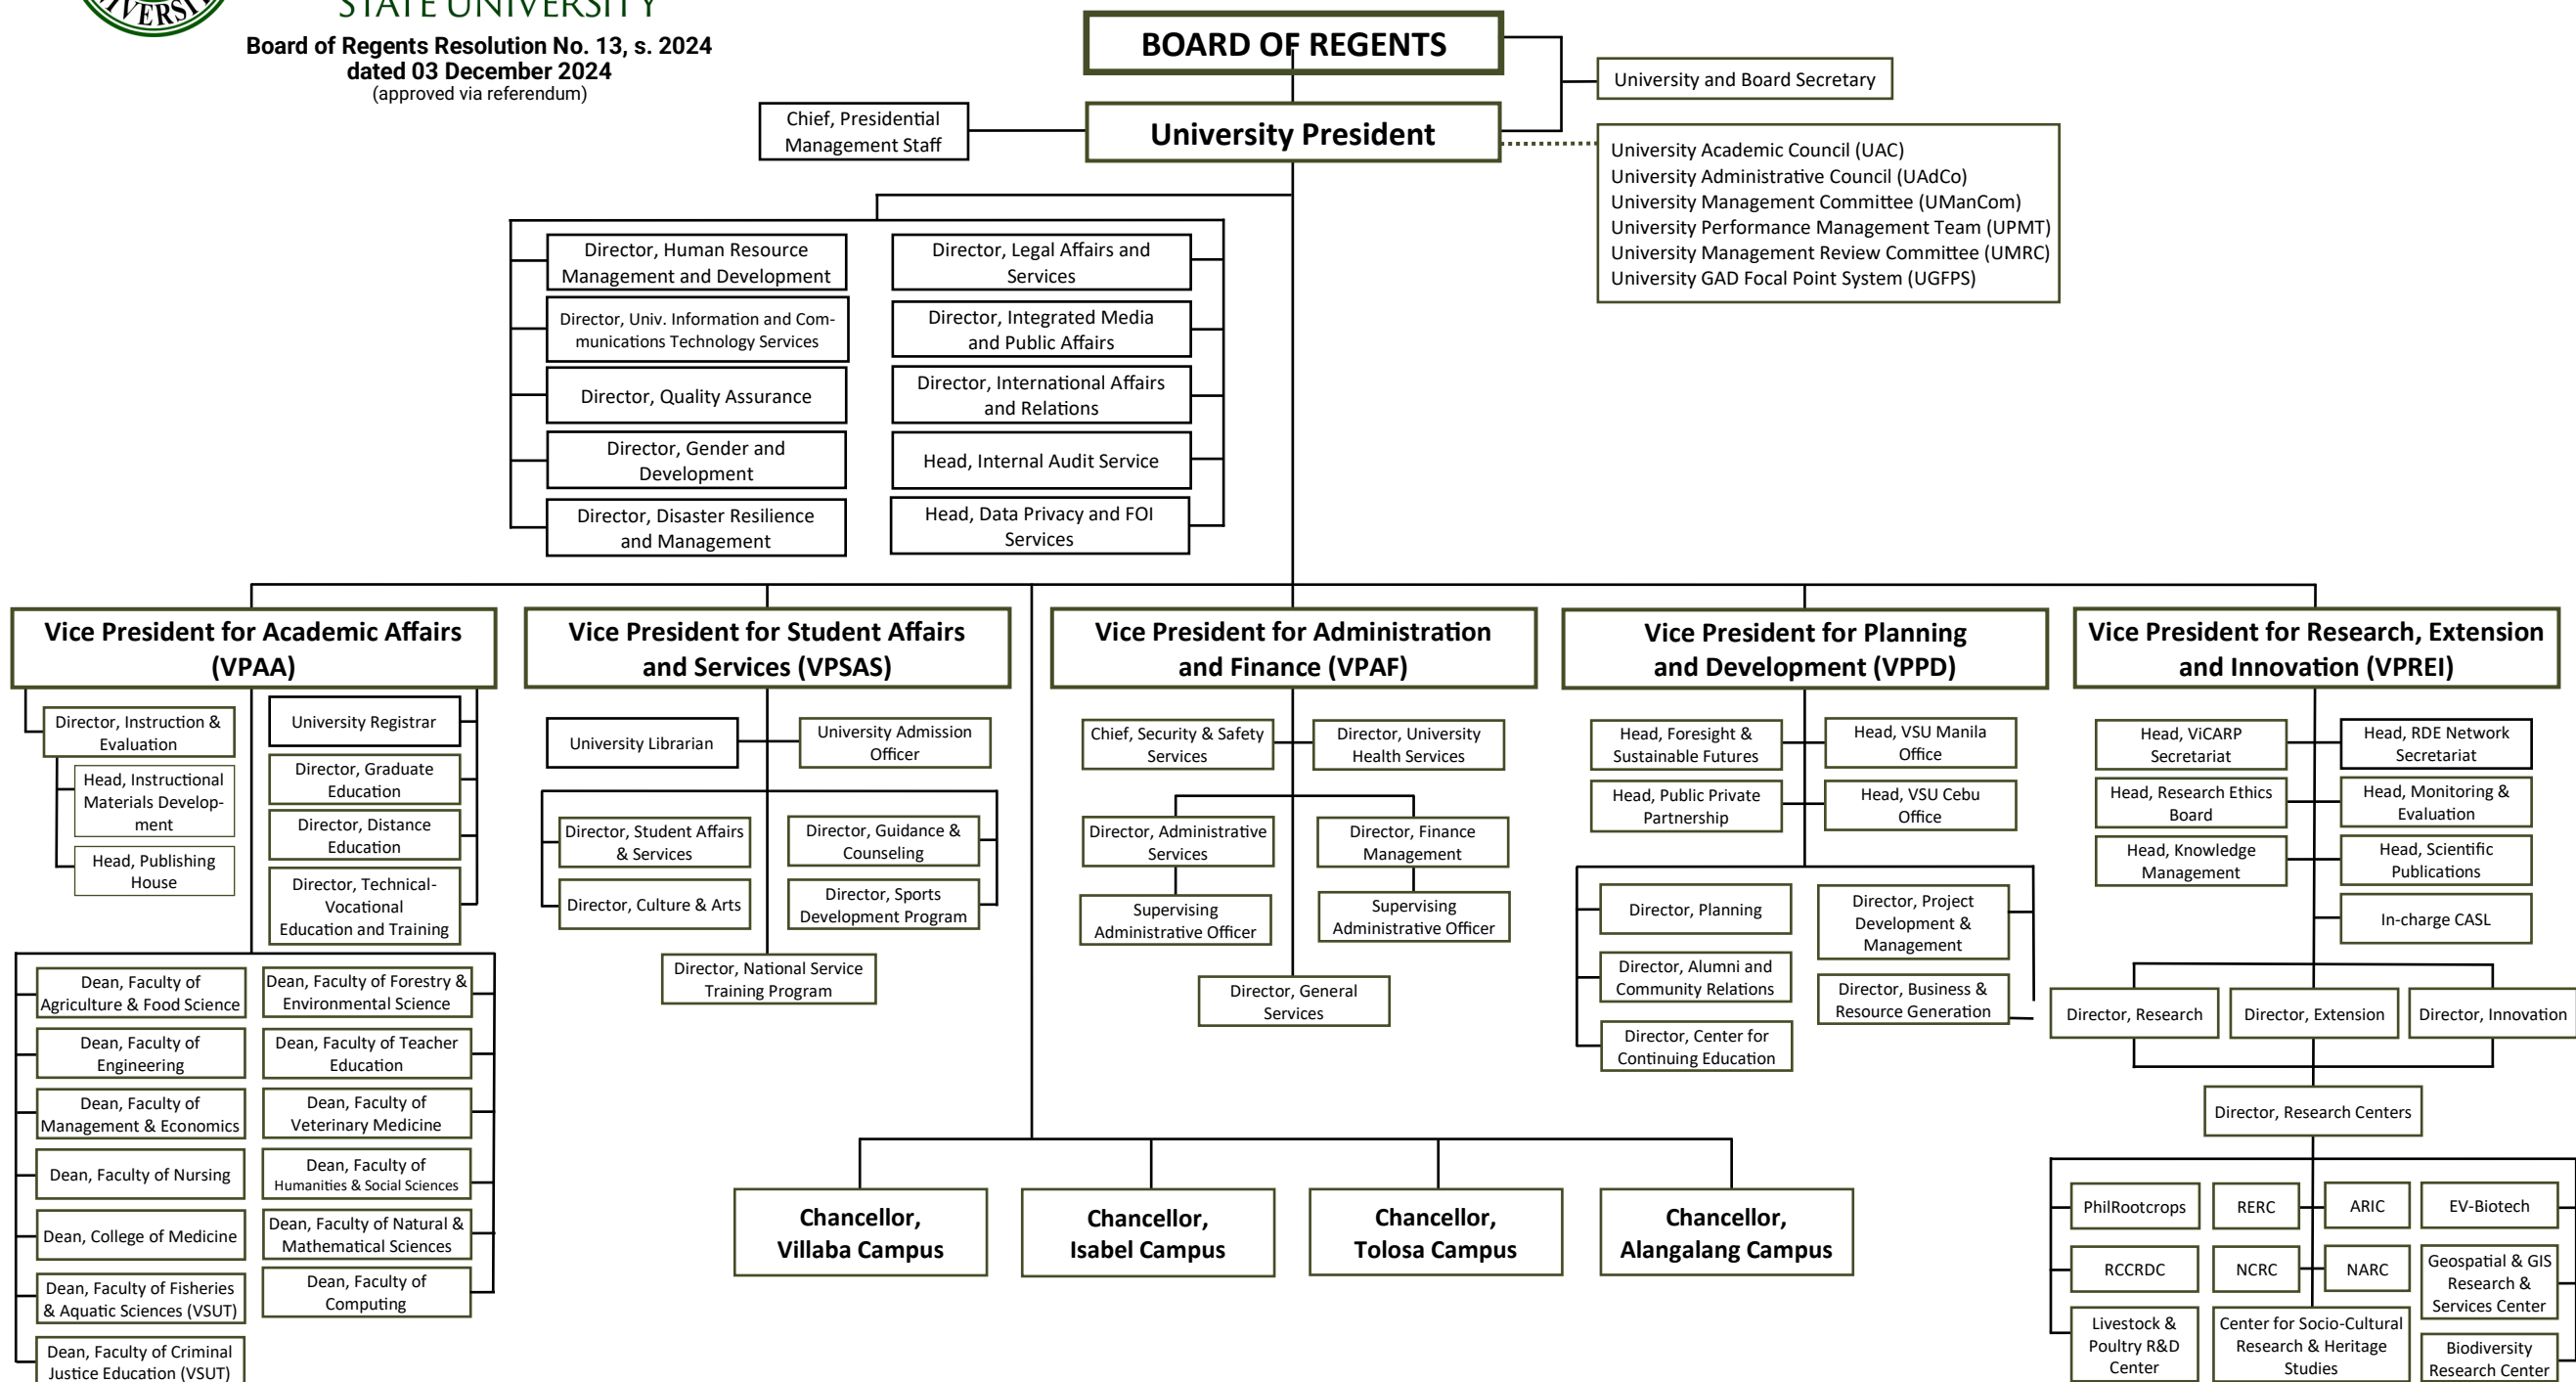 VERSIT
STATE UNIVERSITY
Board of Regents Resolution No. 13, s. 2024
dated 03 December 2024
(approved via referendum)
BOARD OF REGENTS
University and Board Secretary
Chief, Presidential
Management Staff
University President
University Academic Council (UAC)
University Administrative Council (UAdCo)
University Management Committee (UManCom)
University Performance Management Team (UPMT)
University Management Review Committee (UMRC)
University GAD Focal Point System (UGFPS)
Director, Human Resource
Management and Development
Director, Univ. Information and Com-
munications Technology Services
Director, Quality Assurance
Director, Gender and
Development
Director, Disaster Resilience
and Management
Director, Legal Affairs and
Services
Director, Integrated Media
and Public Affairs
Director, International Affairs
and Relations
Head, Internal Audit Service
Head, Data Privacy and FOI
Services
Vice President for Academic Affairs
(VPAA)
Director, Instruction &
Evaluation
Head, Instructional
Materials Develop-
ment
Head, Publishing
House
University Registrar
Director, Graduate
Education
Director, Distance
Education
Director, Technical-
Vocational
Education and Training
Dean, Faculty of
Agriculture & Food Science
Dean, Faculty of
Engineering
Dean, Faculty of
Management & Economics
Dean, Faculty of Nursing
Dean, College of Medicine
Dean, Faculty of Fisheries
& Aquatic Sciences (VSUT)
Dean, Faculty of Criminal
Justice Education (VSUT)
Dean, Faculty of Forestry &
Environmental Science
Dean, Faculty of Teacher
Education
Dean, Faculty of
Veterinary Medicine
Dean, Faculty of
Humanities & Social Sciences
Dean, Faculty of Natural &
Mathematical Sciences
Dean, Faculty of
Computing
Vice President for Student Affairs
and Services (VPSAS)
University Librarian
University Admission
Officer
Director, Student Affairs
& Services
Director, Culture & Arts
Director, Guidance &
Counseling
Director, Sports
Development Program
Director, National Service
Training Program
Vice President for Administration
and Finance (VPAF)
Chief, Security & Safety
Services
Director, University
Health Services
Director, Administrative
Services
Supervising
Administrative Officer
Director, Finance
Management
Supervising
Administrative Officer
Director, General
Services
Vice President for Planning
and Development (VPPD)
Head, Foresight &
Sustainable Futures
Head, VSU Manila
Office
Head, Public Private
Partnership
Head, VSU Cebu
Office
Director, Planning
Director, Alumni and
Community Relations
Director, Center for
Continuing Education
Director, Project
Development &
Management
Director, Business &
Resource Generation
Vice President for Research, Extension
and Innovation (VPREI)
Head, ViCARP
Secretariat
Head, RDE Network
Secretariat
Head, Research Ethics
Board
Head, Monitoring &
Evaluation
Head, Knowledge
Management
Head, Scientific
Publications
In-charge CASL
Director, Research
Director, Extension
Director, Innovation
Director, Research Centers
PhilRootcrops
RERC
ARIC
EV-Biotech
RCCRDC
NCRC
NARC
Geospatial & GIS
Research &
Services Center
Livestock &
Poultry R&D
Center
Center for Socio-Cultural
Research & Heritage
Studies
Biodiversity
Research Center
Chancellor,
Villaba Campus
Chancellor,
Isabel Campus
Chancellor,
Tolosa Campus
Chancellor,
Alangalang Campus